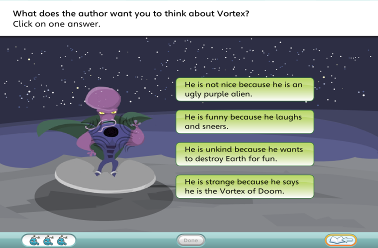 What does the author want you to think about Vortex?
Click on one answer.
He is not nice because he is an
ugly purple alien.
He is funny because he laughs
and sneers.
He is unkind because he wants
to destroy Earth for fun.
He is strange because he says
he is the Vortex of Doom.
Done